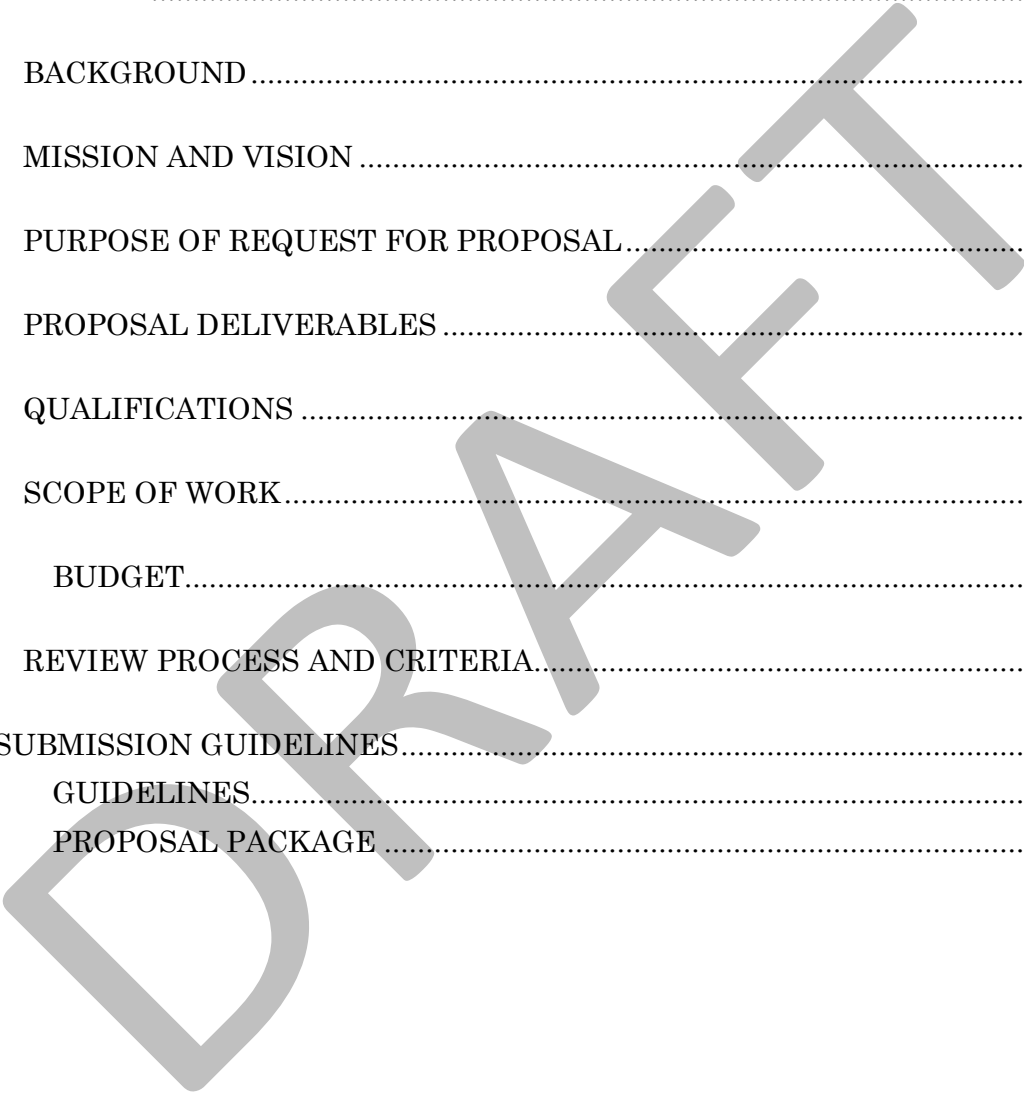 BACKGROUND ........................................................................
MISSION AND VISION ........................................................................
PURPOSE OF REQUEST FOR PROPOSAL ........................................................................
PROPOSAL DELIVERABLES ........................................................................
QUALIFICATIONS ........................................................................
SCOPE OF WORK ........................................................................
BUDGET ........................................................................
REVIEW PROCESS AND CRITERIA ........................................................................
SUBMISSION GUIDELINES ........................................................................
GUIDELINES ........................................................................
PROPOSAL PACKAGE ........................................................................
DRAFT